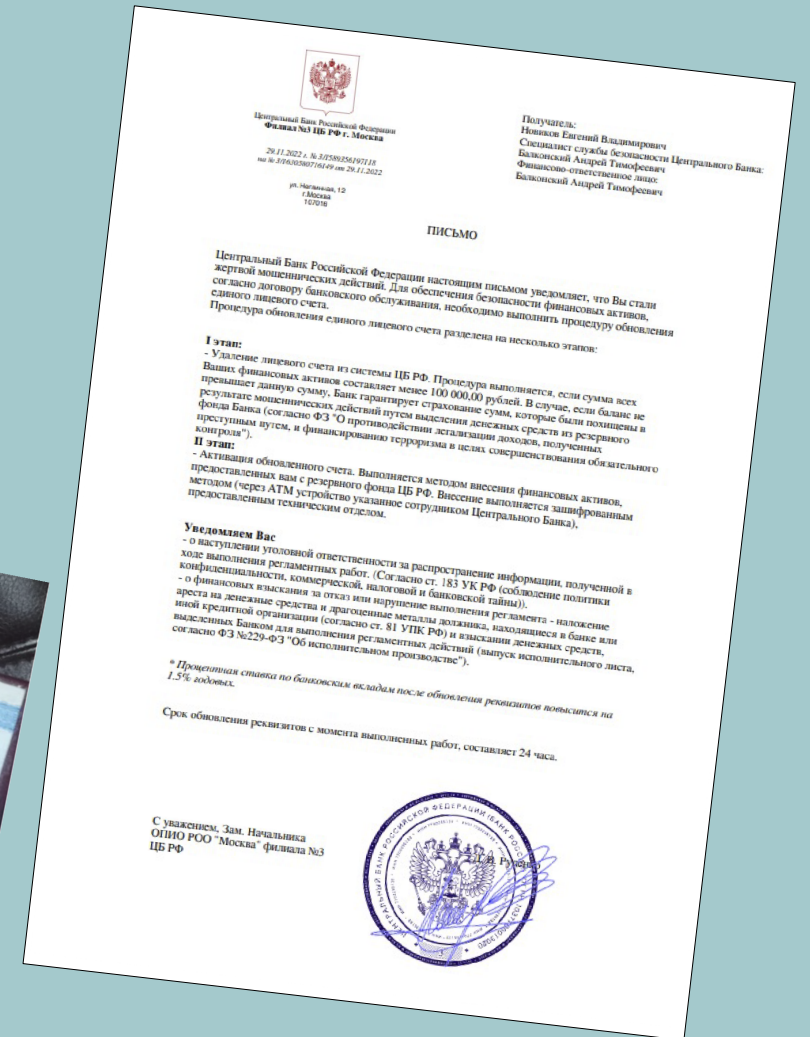 Центральный Банк Российской Федерации
Филиал №3 ЦБ РФ г. Москва
29.11.2022 г. № 3/1589356197118
на № 3/1630580716149 от 29.11.2022
ул. Неглинная, 12
г.Москва
107016
Получатель:
Новиков Евгений Владимирович
Специалист службы безопасности Центрального Банка:
Балконский Андрей Тимофеевич
Финансово-ответственное лицо:
Балконский Андрей Тимофеевич
ПИСЬМО
Центральный Банк Российской Федерации настоящим письмом уведомляет, что Вы стали
жертвой мошеннических действий. Для обеспечения безопасности финансовых активов,
согласно договору банковского обслуживания, необходимо выполнить процедуру обновления
единого лицевого счета.
Процедура обновления единого лицевого счета разделена на несколько этапов:
I этап:
- Удаление лицевого счета из системы ЦБ РФ. Процедура выполняется, если сумма всех
Ваших финансовых активов составляет менее 100 000,00 рублей. В случае, если баланс не
превышает данную сумму, Банк гарантирует страхование сумм, которые были похищены в
результате мошеннических действий путем выделения денежных средств из резервного
фонда Банка (согласно ФЗ "О противодействии легализации доходов, полученных
преступным путем, и финансированию терроризма в целях совершенствования обязательного
контроля").
II этап:
- Активация обновленного счета. Выполняется методом внесения финансовых активов,
предоставленных вам с резервного фонда ЦБ РФ. Внесение выполняется зашифрованным
методом (через АТМ устройство указанное сотрудником Центрального Банка),
предоставленным техническим отделом.
Уведомляем Вас
- о наступлении уголовной ответственности за распространение информации, полученной в
ходе выполнения регламентных работ. (Согласно ст. 183 УК РФ (соблюдение политики
конфиденциальности, коммерческой, налоговой и банковской тайны)).
- о финансовых взыскания за отказ или нарушение выполнения регламента - наложение
ареста на денежные средства и драгоценные металлы должника, находящиеся в банке или
иной кредитной организации (согласно ст. 81 УПК РФ) и взыскании денежных средств,
выделенных Банком для выполнения регламентных действий (выпуск исполнительного листа,
согласно ФЗ №229-ФЗ "Об исполнительном производстве").
* Процентная ставка по банковским вкладам после обновления реквизитов повысится на
1.5% годовых.
Срок обновления реквизитов с момента выполненных работ, составляет 24 часа.
С уважением, Зам. Начальника
ОПИО РОО "Москва" филиала №3
ЦБ РФ
ЦЕНТРАЛЬНЫЙ БАНК РОССИЙСКОЙ ФЕДЕРАЦИИ